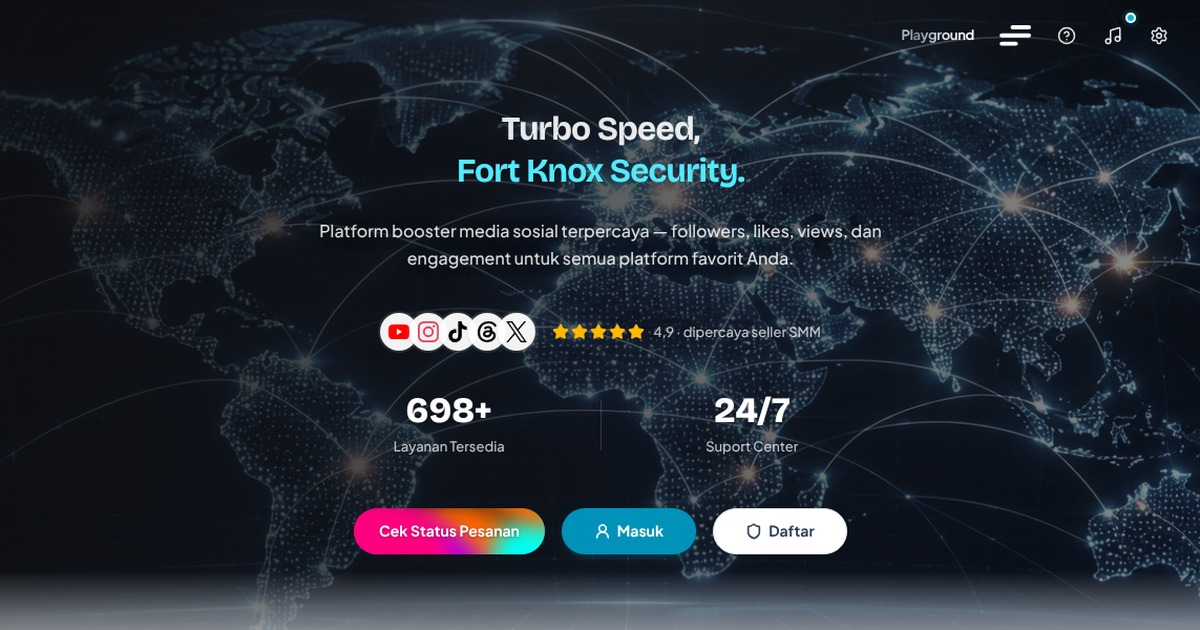 Playground
Turbo Speed,
Fort Knox Security.
Platform booster media sosial terpercaya — followers, likes, views, dan
engagement untuk semua platform favorit Anda.
4.9 · dipercaya seller SMM
698+
Layanan Tersedia
24/7
Suport Center
Cek Status Pesanan
Masuk
Daftar